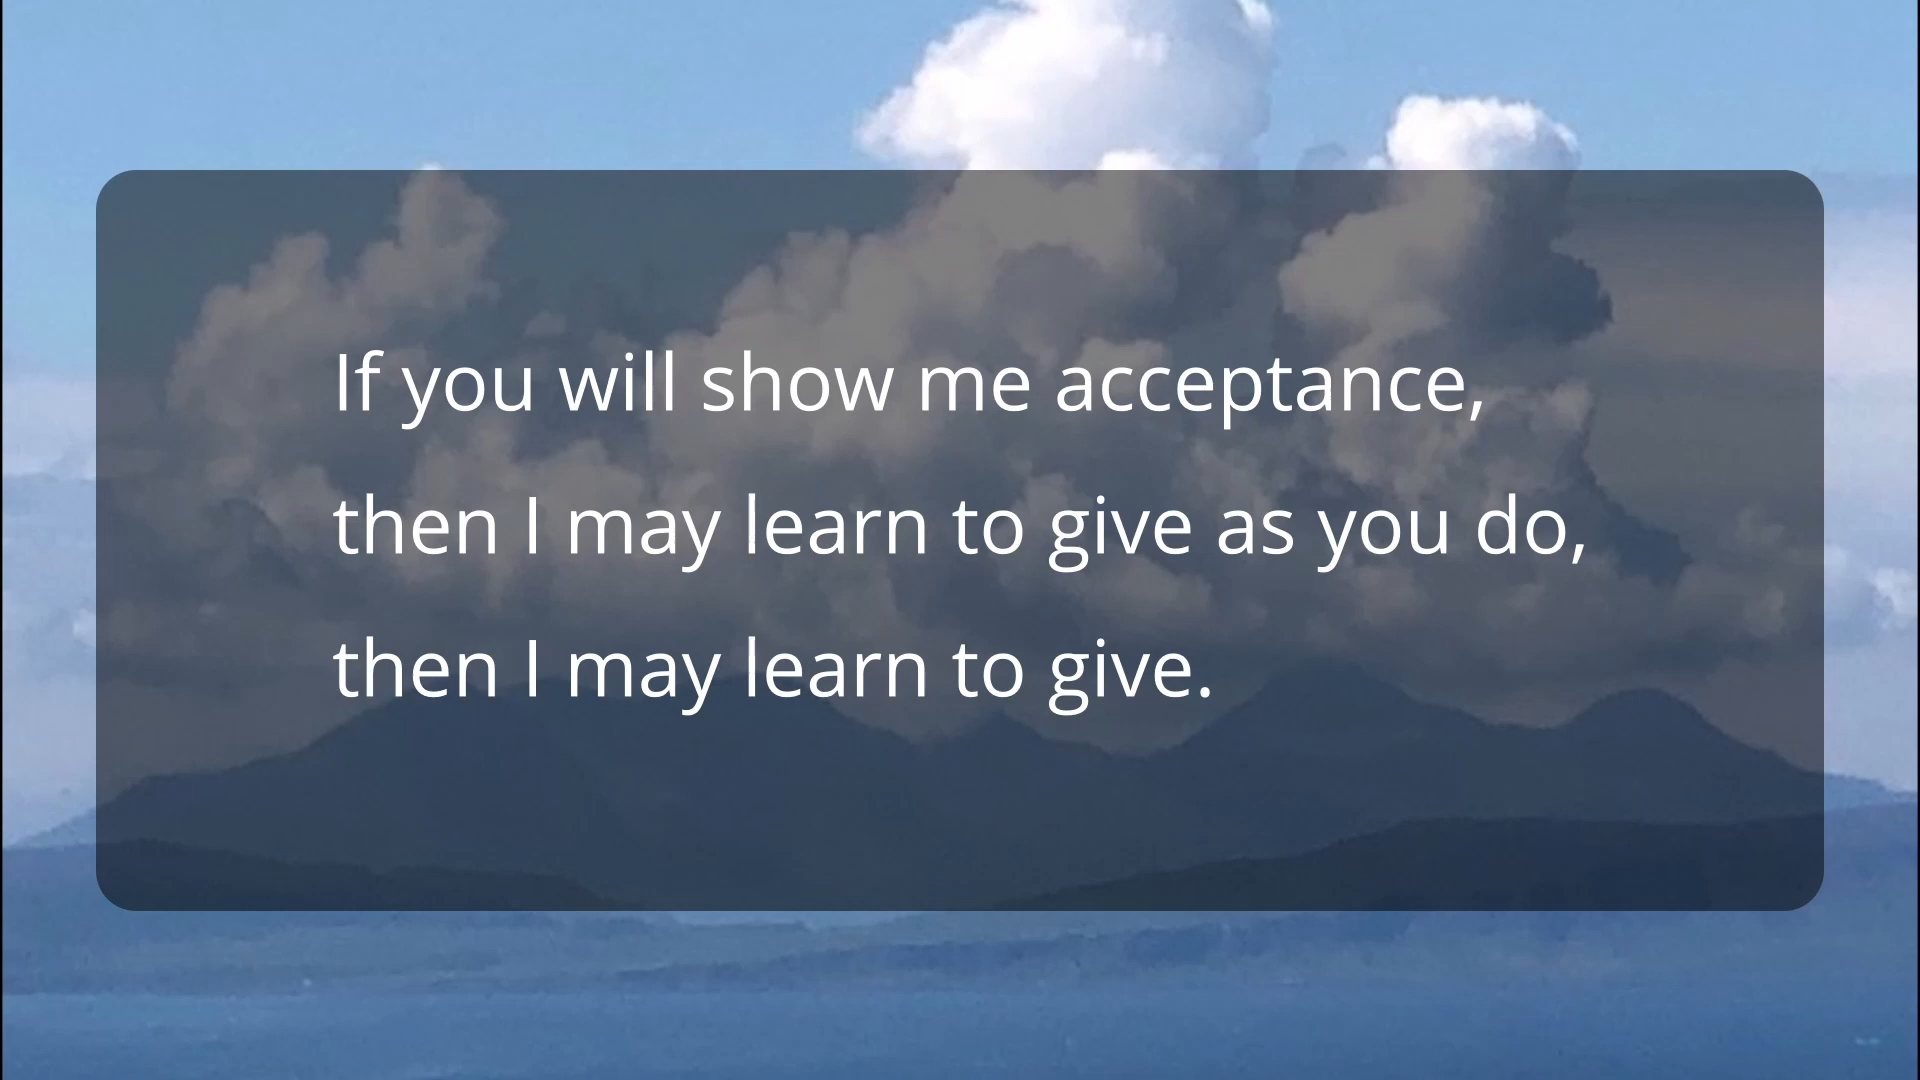 If you will show me acceptance,
then I may learn to give as you do,
then I may learn to give.